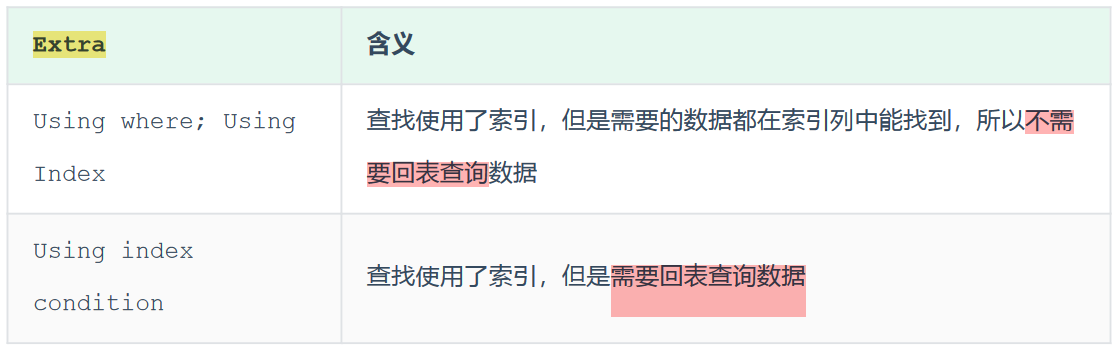 Extra
含义
Using where; Using
Index
查找使用了索引，但是需要的数据都在索引列中能找到，所以不需
要回表查询数据
Using index
condition
查找使用了索引，但是需要回表查询数据